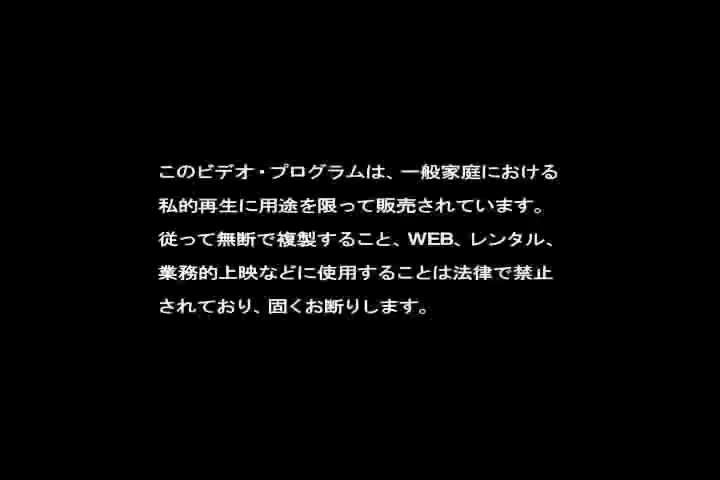 このビデオ・プログラムは、一般家庭における
私的再生に用途を限って販売されています。
従って無断で複製すること、WEB、レンタル、
業務的上映などに使用することは法律で禁止
されており、固くお断りします。